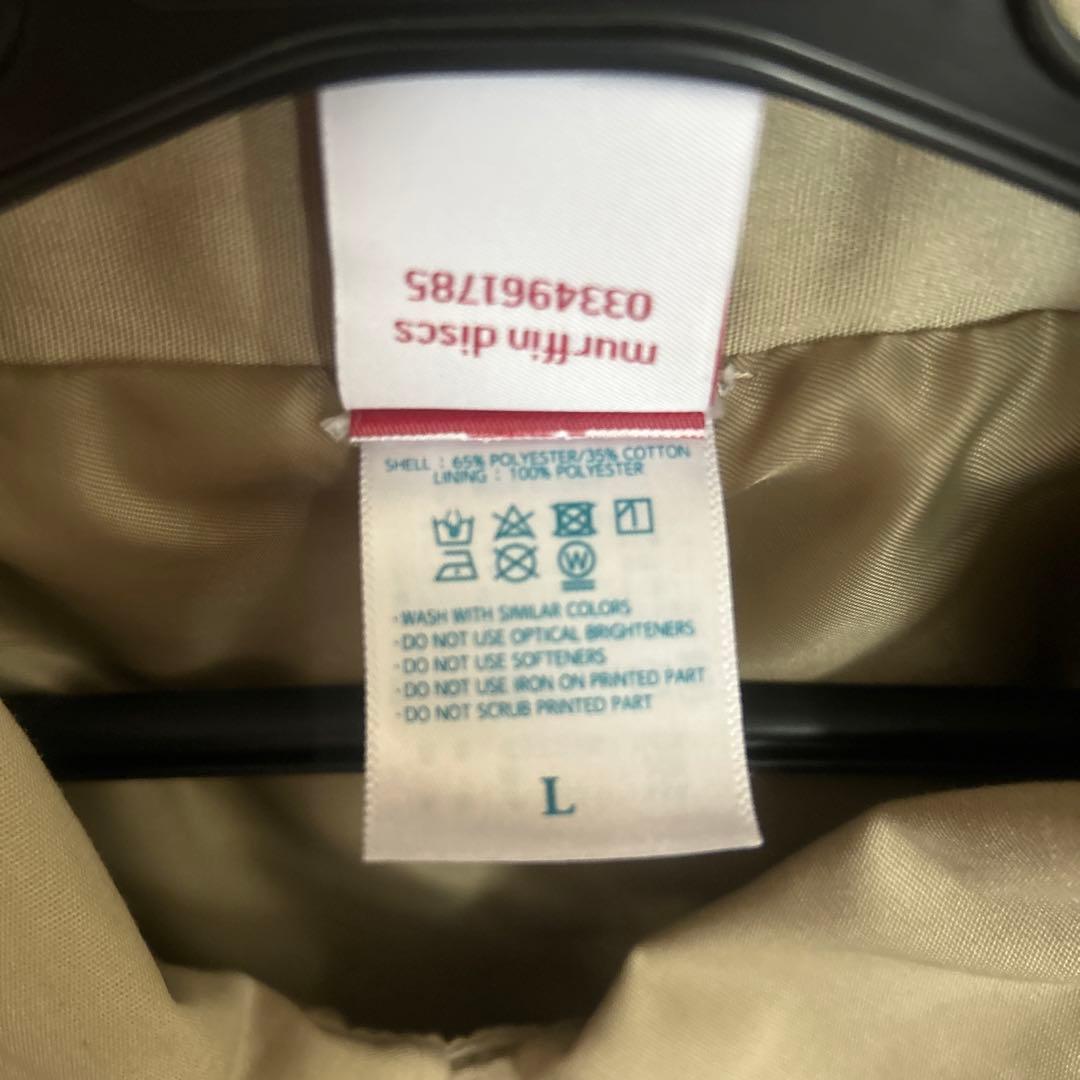 murffin discs
0334961785
SHELL : 65% POLYESTER/35% COTTON
LINING : 100% POLYESTER
W
·WASH WITH SIMILAR COLORS
·DO NOT USE OPTICAL BRIGHTENERS
·DO NOT USE SOFTENERS
·DO NOT USE IRON ON PRINTED PART
·DO NOT SCRUB PRINTED PART
L